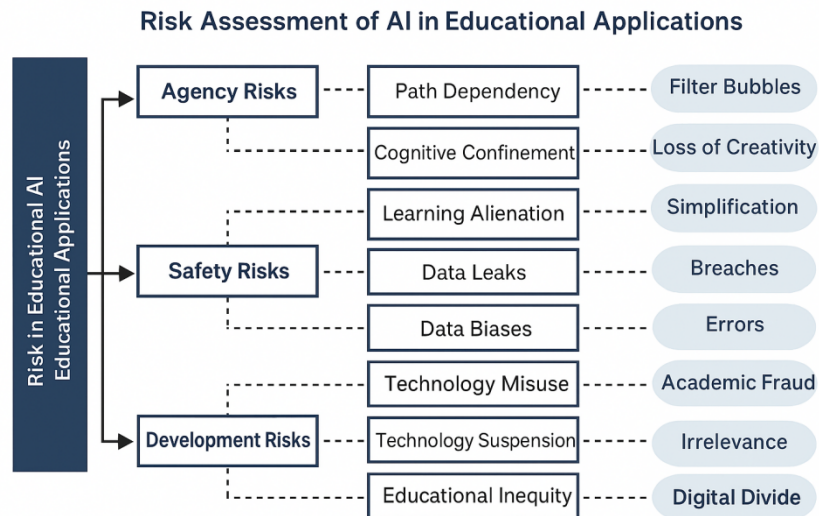 Risk Assessment of AI in Educational Applications
Risk in Educational AI
Educational Applications
Agency Risks
Path Dependency
Filter Bubbles
Cognitive Confinement
Loss of Creativity
Learning Alienation
Simplification
Safety Risks
Data Leaks
Breaches
Data Biases
Errors
Technology Misuse
Academic Fraud
Development Risks
Technology Suspension
Irrelevance
Educational Inequity
Digital Divide